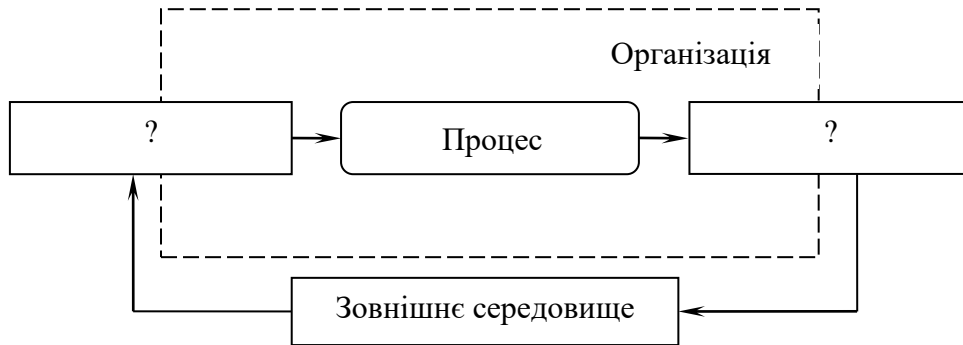 Організація
?
Процес
?
Зовнішнє середовище